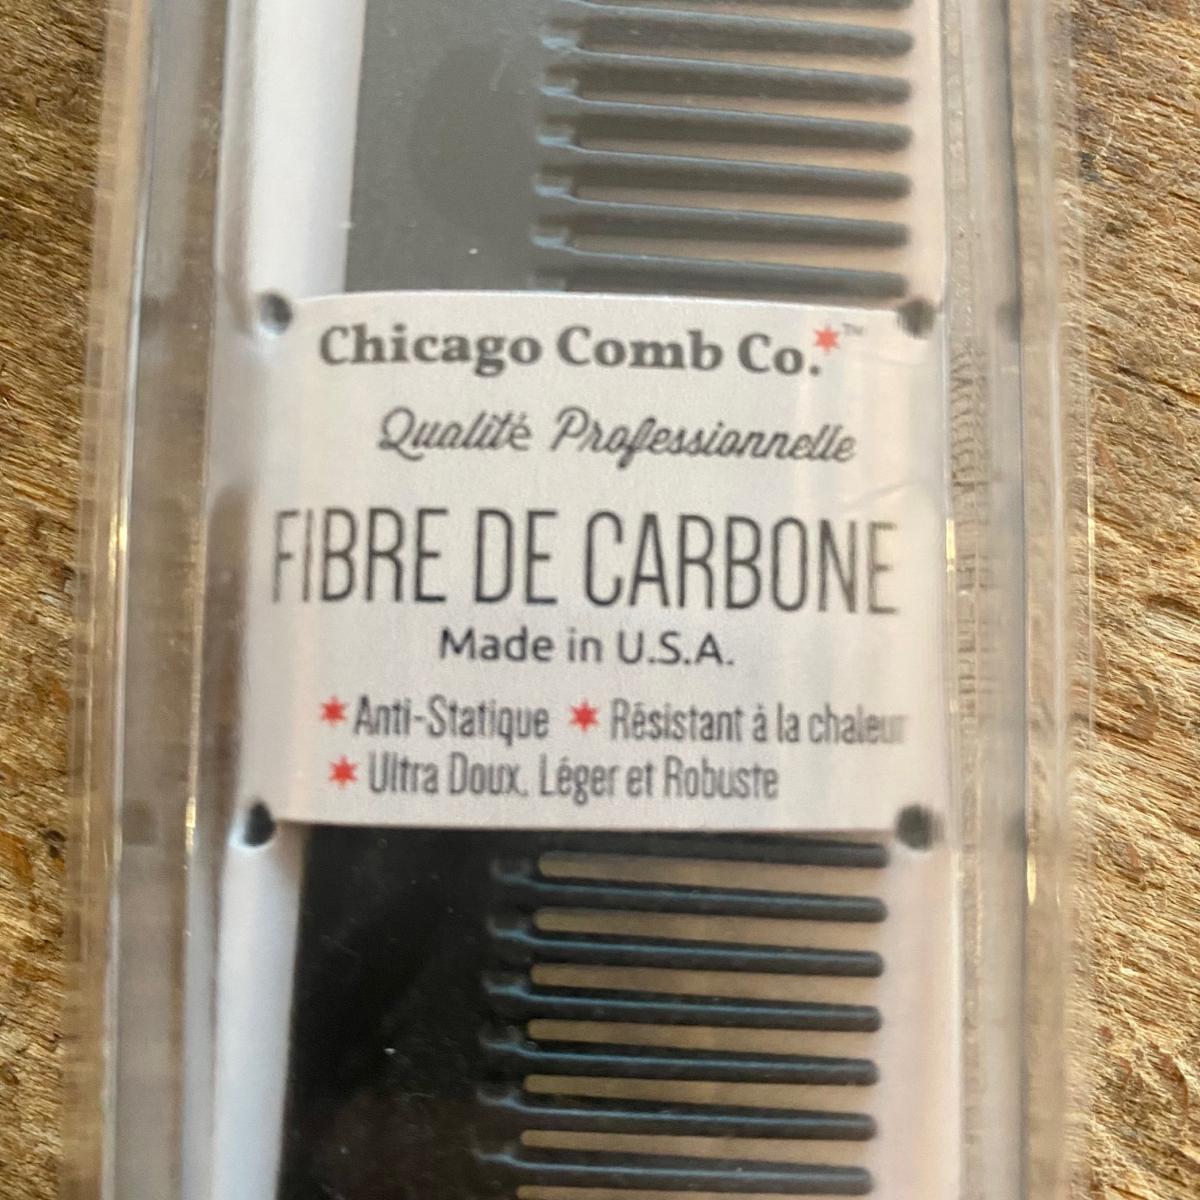 Chicago Comb Co.™
Qualité Professionnelle
FIBRE DE CARBONE
Made in U.S.A.
Anti-Statique Résistant à la chaleur
Ultra Doux, Léger et Robuste